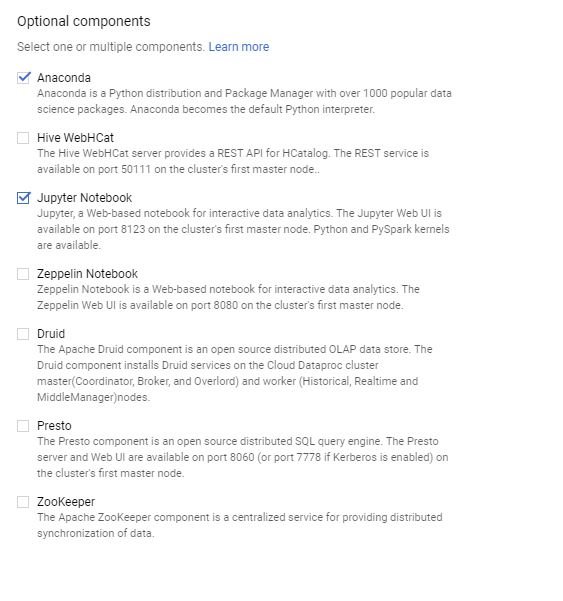 Optional components
Select one or multiple components. Learn more
Anaconda
Anaconda is a Python distribution and Package Manager with over 1000 popular data
science packages. Anaconda becomes the default Python interpreter.
Hive WebHCat
The Hive WebHCat server provides a REST API for HCatalog. The REST service is
available on port 50111 on the cluster's first master node..
Jupyter Notebook
Jupyter, a Web-based notebook for interactive data analytics. The Jupyter Web UI is
available on port 8123 on the cluster's first master node. Python and PySpark kernels
are available.
Zeppelin Notebook
Zeppelin Notebook is a Web-based notebook for interactive data analytics. The
Zeppelin Web UI is available on port 8080 on the cluster's first master node.
Druid
The Apache Druid component is an open source distributed OLAP data store. The
Druid component installs Druid services on the Cloud Dataproc cluster
master(Coordinator, Broker, and Overlord) and worker (Historical, Realtime and
MiddleManager)nodes.
Presto
The Presto component is an open source distributed SQL query engine. The Presto
server and Web UI are available on port 8060 (or port 7778 if Kerberos is enabled) on
the cluster's first master node.
ZooKeeper
The Apache ZooKeeper component is a centralized service for providing distributed
synchronization of data.